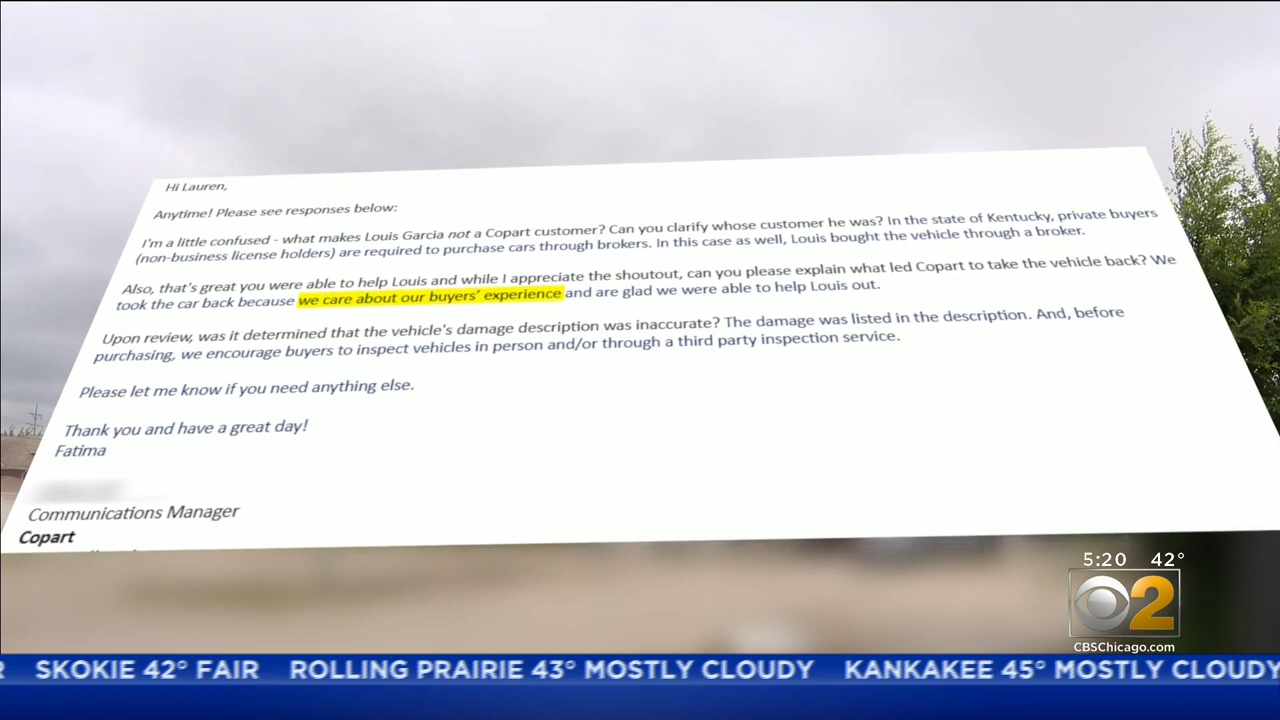 Hi Lauren,
Anytime! Please see responses below:
I'm a little confused - what makes Louis Garcia not a Copart customer? Can you clarify whose customer he was? In the state of Kentucky, private buyers
(non-business license holders) are required to purchase cars through brokers. In this case as well, Louis bought the vehicle through a broker.
Also, that's great you were able to help Louis and while I appreciate the shoutout, can you please explain what led Copart to take the vehicle back? We
took the car back because we care about our buyers' experience and are glad we were able to help Louis out.
Upon review, was it determined that the vehicle's damage description was inaccurate? The damage was listed in the description. And, before
purchasing, we encourage buyers to inspect vehicles in person and/or through a third party inspection service.
Please let me know if you need anything else.
Thank you and have a great day!
Fatima
Communications Manager
Copart
5:20 42°
2
CBSChicago.com
SKOKIE 42° FAIR ROLLING PRAIRIE 43° MOSTLY CLOUDY KANKAKEE 45° MOSTLY CLOUDY